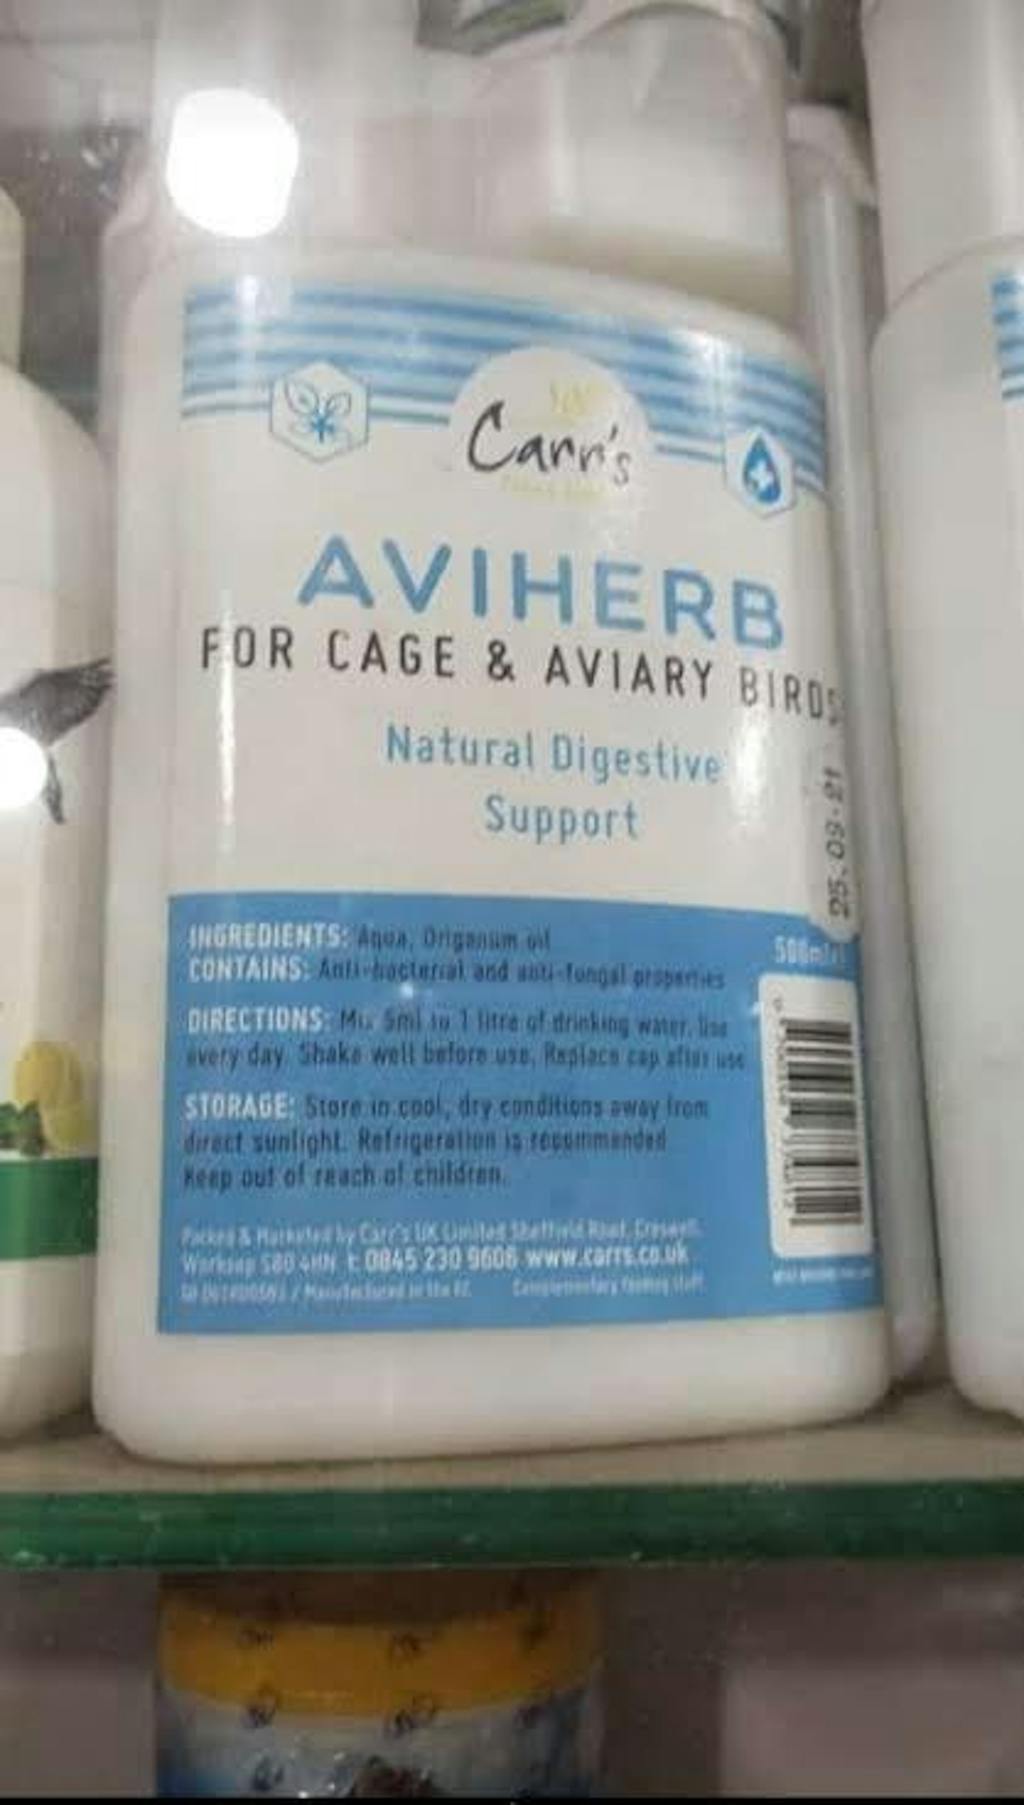 Carr's
AVIHERB
FOR CAGE & AVIARY BIRDS
Natural Digestive
Support
25.09.21
INGREDIENTS: Aqua, Origanum oil
500ml
CONTAINS: Anti-bacterial and anti-fungal properties
DIRECTIONS: Mix 5ml to 1 litre of drinking water. Use
every day. Shake well before use. Replace cap after use
STORAGE: Store in cool, dry conditions away from
direct sunlight. Refrigeration is recommended
Keep out of reach of children.
Packed & Marketed by Carr's UK Limited Sheffield Road, Creswell,
Worksop S80 4HN t: 0845 230 9606 www.carrs.co.uk
Manufactured in the EC Complementary feeding stuff